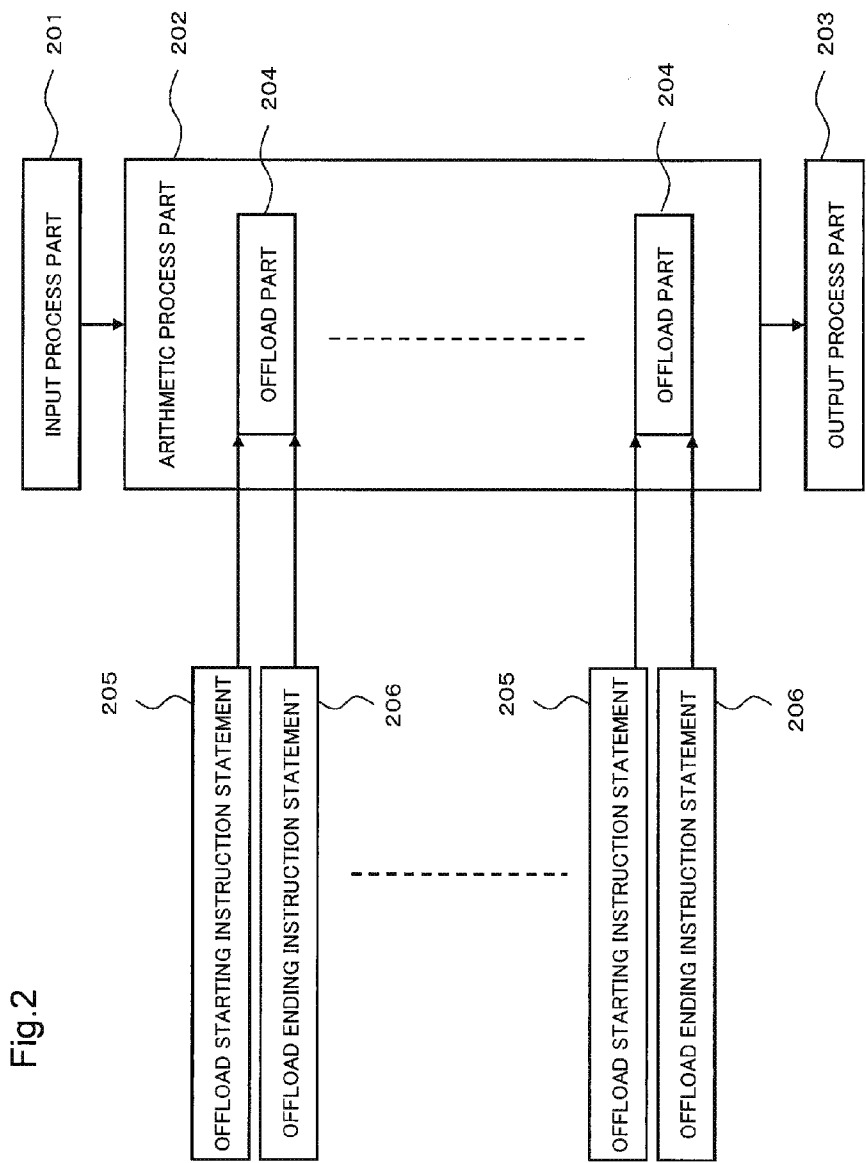 Fig.2
INPUT PROCESS PART
201
ARITHMETIC PROCESS PART
202
OFFLOAD STARTING INSTRUCTION STATEMENT
205
OFFLOAD PART
204
OFFLOAD ENDING INSTRUCTION STATEMENT
206
OFFLOAD STARTING INSTRUCTION STATEMENT
205
OFFLOAD PART
204
OFFLOAD ENDING INSTRUCTION STATEMENT
206
OUTPUT PROCESS PART
203